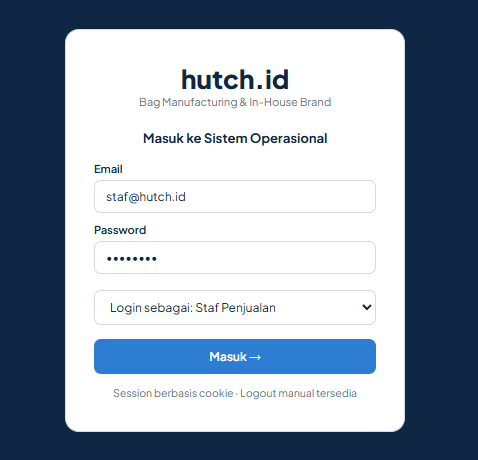 hutch.id
Bag Manufacturing & In-House Brand
Masuk ke Sistem Operasional
Email
staf@hutch.id
Password
••••••••
Login sebagai: Staf Penjualan
Masuk →
Session berbasis cookie · Logout manual tersedia